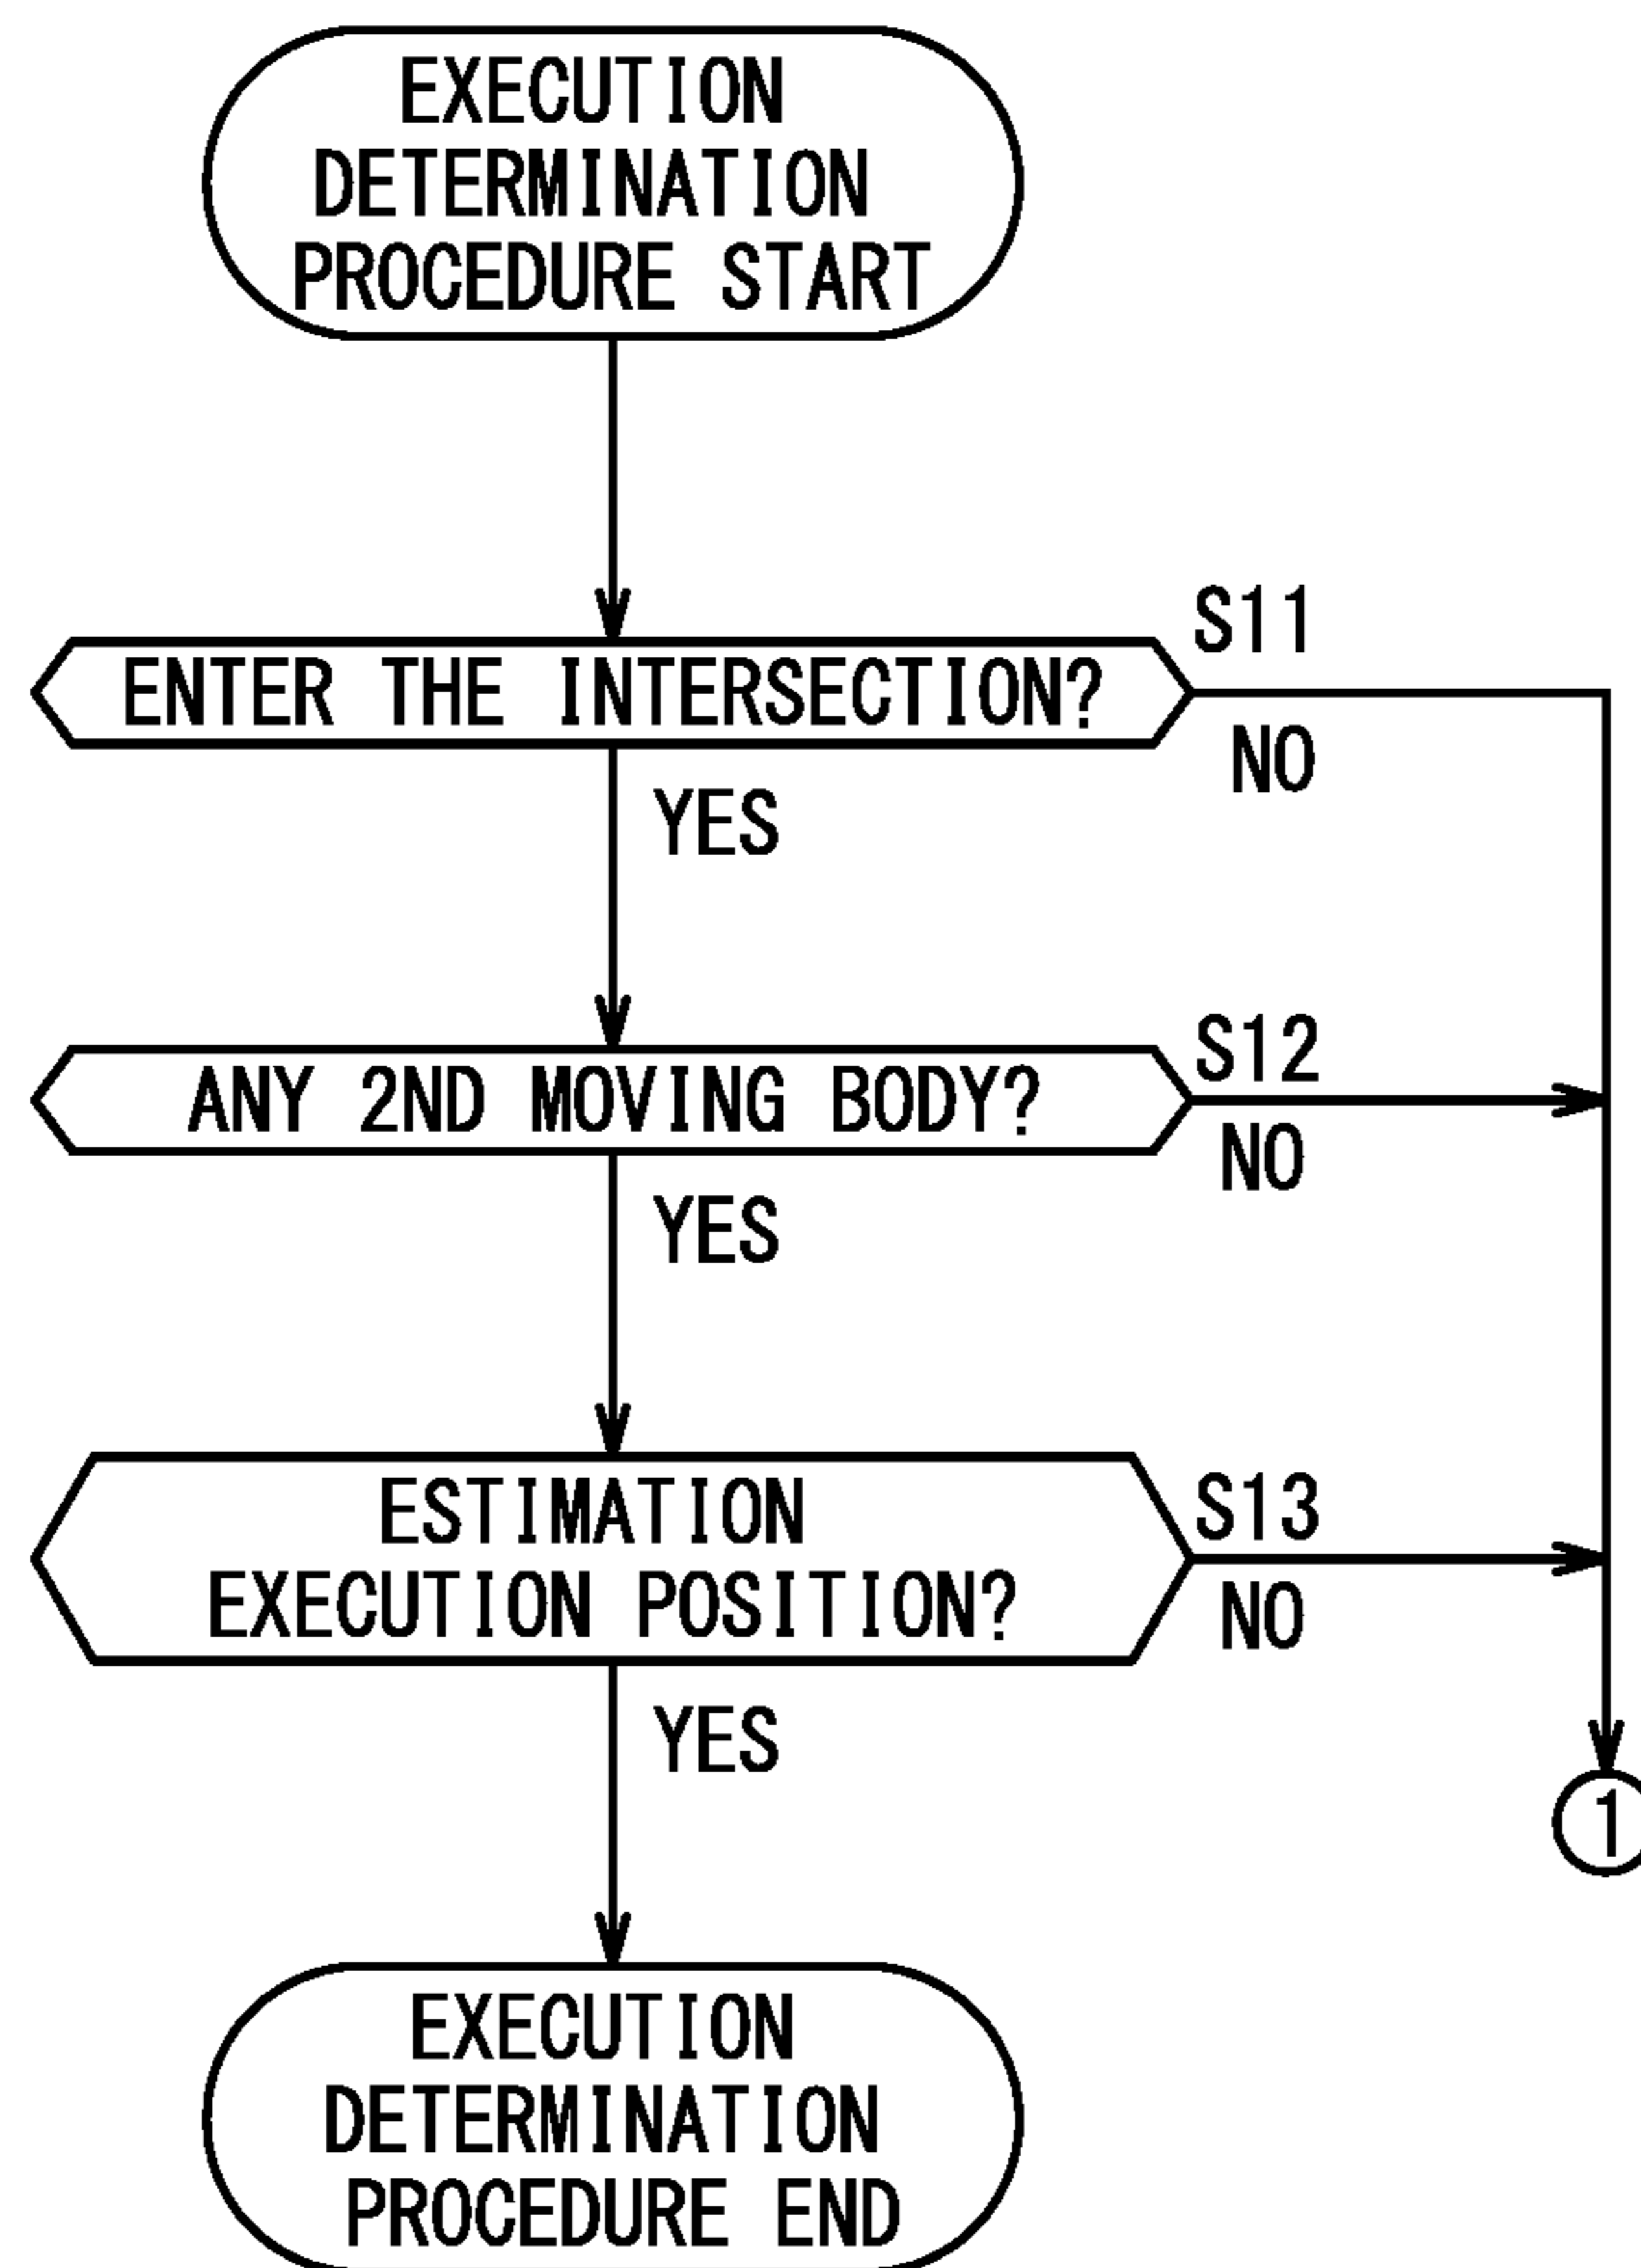 EXECUTION
DETERMINATION
PROCEDURE START
S11
ENTER THE INTERSECTION?
NO
YES
S12
ANY 2ND MOVING BODY?
NO
YES
S13
ESTIMATION
EXECUTION POSITION?
NO
YES
1
EXECUTION
DETERMINATION
PROCEDURE END